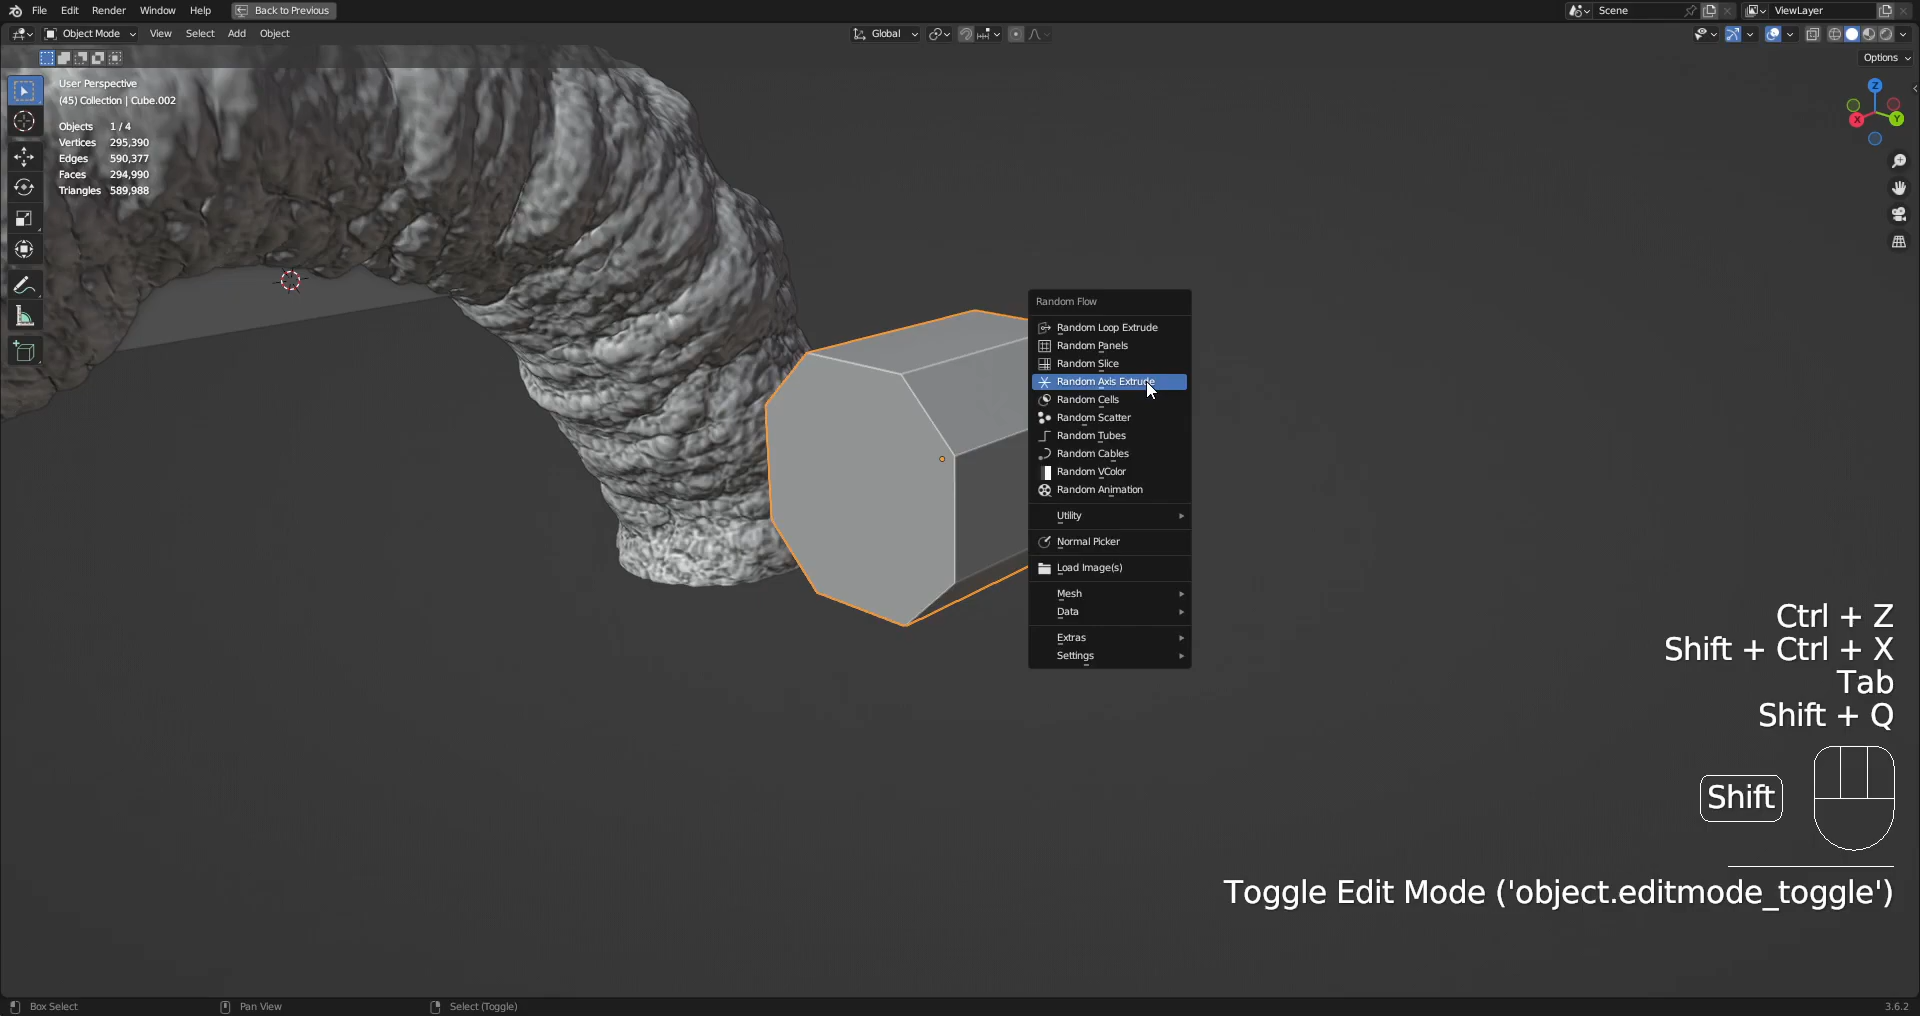 File Edit Render Window Help Back to Previous Scene ViewLayer
Object Mode View Select Add Object Global
Options
User Perspective
(45) Collection | Cube.002
Objects 1 / 4
Vertices 295,390
Edges 590,377
Faces 294,990
Triangles 589,988
Z
X
Y
Random Flow
Random Loop Extrude
Random Panels
Random Slice
Random Axis Extrude
Random Cells
Random Scatter
Random Tubes
Random Cables
Random VColor
Random Animation
Utility
Normal Picker
Load Image(s)
Mesh
Data
Extras
Settings
Ctrl + Z
Shift + Ctrl + X
Tab
Shift + Q
Shift
Toggle Edit Mode ('object.editmode_toggle')
Box Select Pan View Select (Toggle) 3.6.2